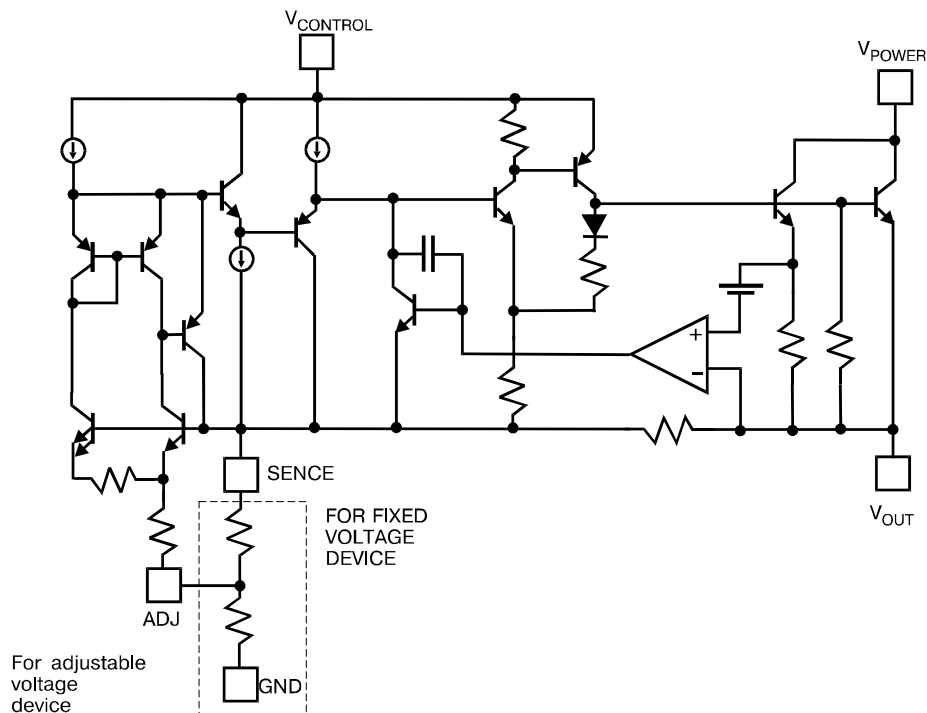 VCONTROL
VPOWER
+
−
SENCE
VOUT
FOR FIXED
VOLTAGE
DEVICE
ADJ
GND
For adjustable
voltage
device